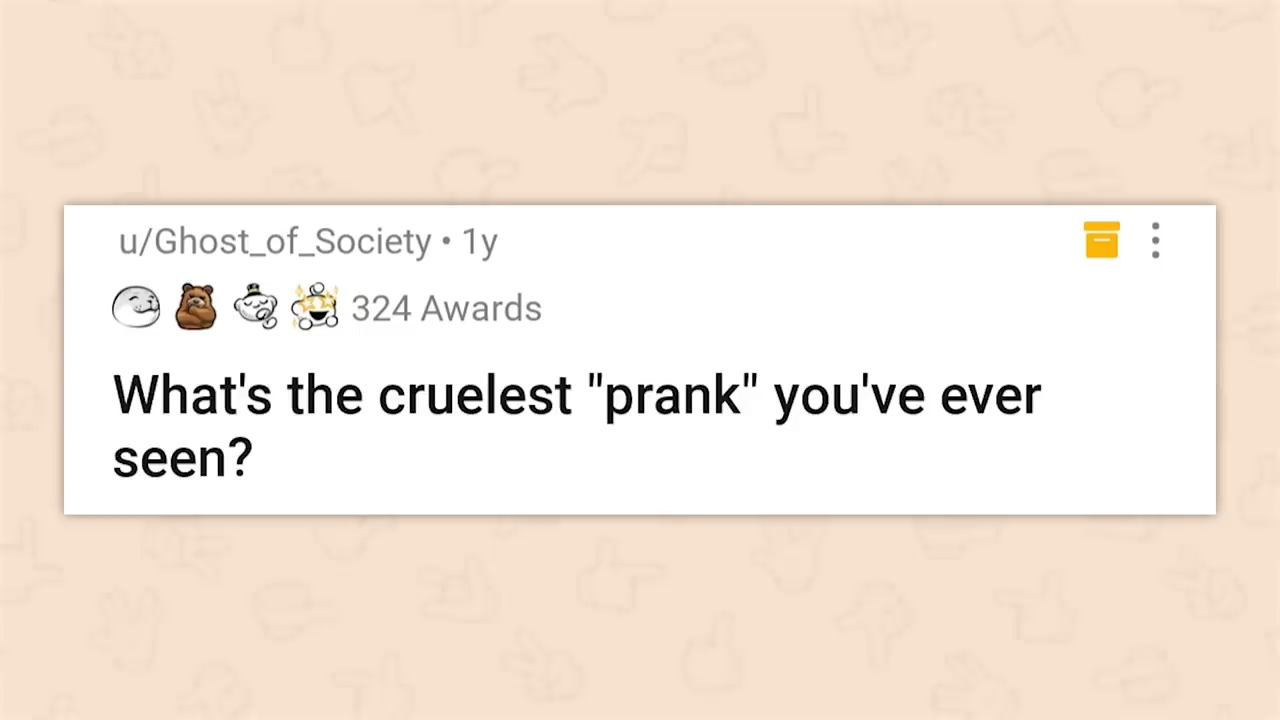 u/Ghost_of_Society • 1y
324 Awards
What's the cruelest "prank" you've ever
seen?